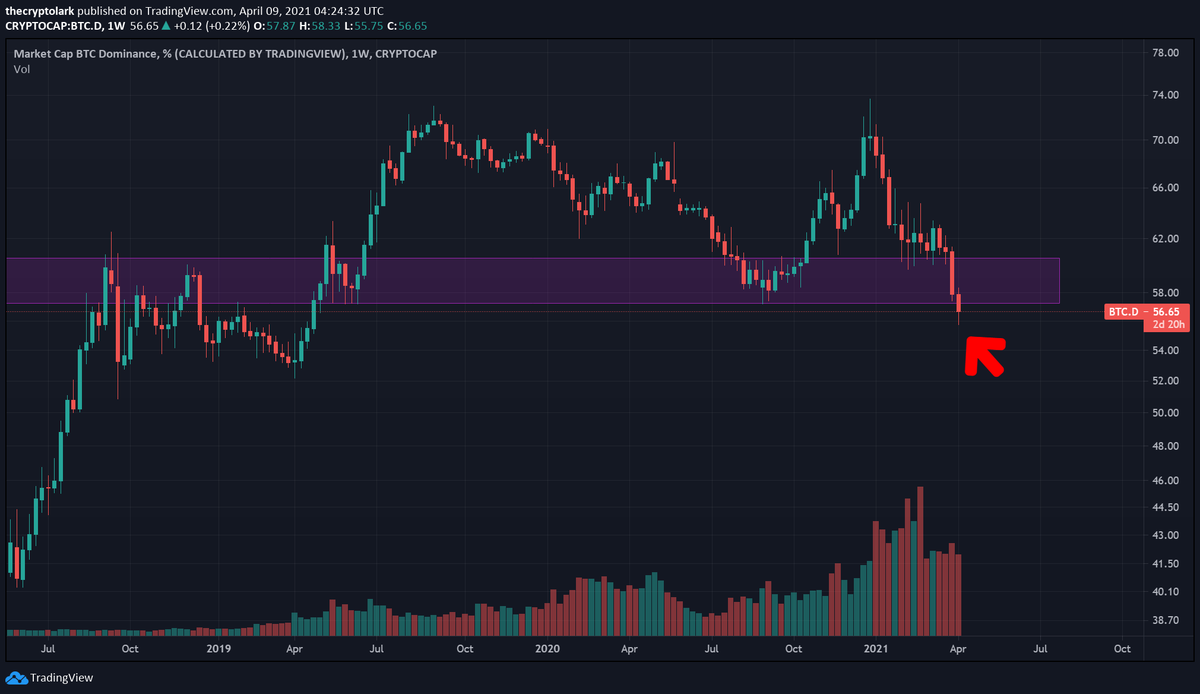 thecryptolark published on TradingView.com, April 09, 2021 04:24:32 UTC
CRYPTOCAP:BTC.D, 1W 56.65 ▲ +0.12 (+0.22%) O:57.87 H:58.33 L:55.75 C:56.65
Market Cap BTC Dominance, % (CALCULATED BY TRADINGVIEW), 1W, CRYPTOCAP
Vol
78.00
74.00
70.00
66.00
62.00
58.00
BTC.D - 56.65
2d 20h
54.00
52.00
50.00
48.00
46.00
44.50
43.00
41.50
40.10
38.70
Jul Oct 2019 Apr Jul Oct 2020 Apr Jul Oct 2021 Apr Jul Oct
TradingView